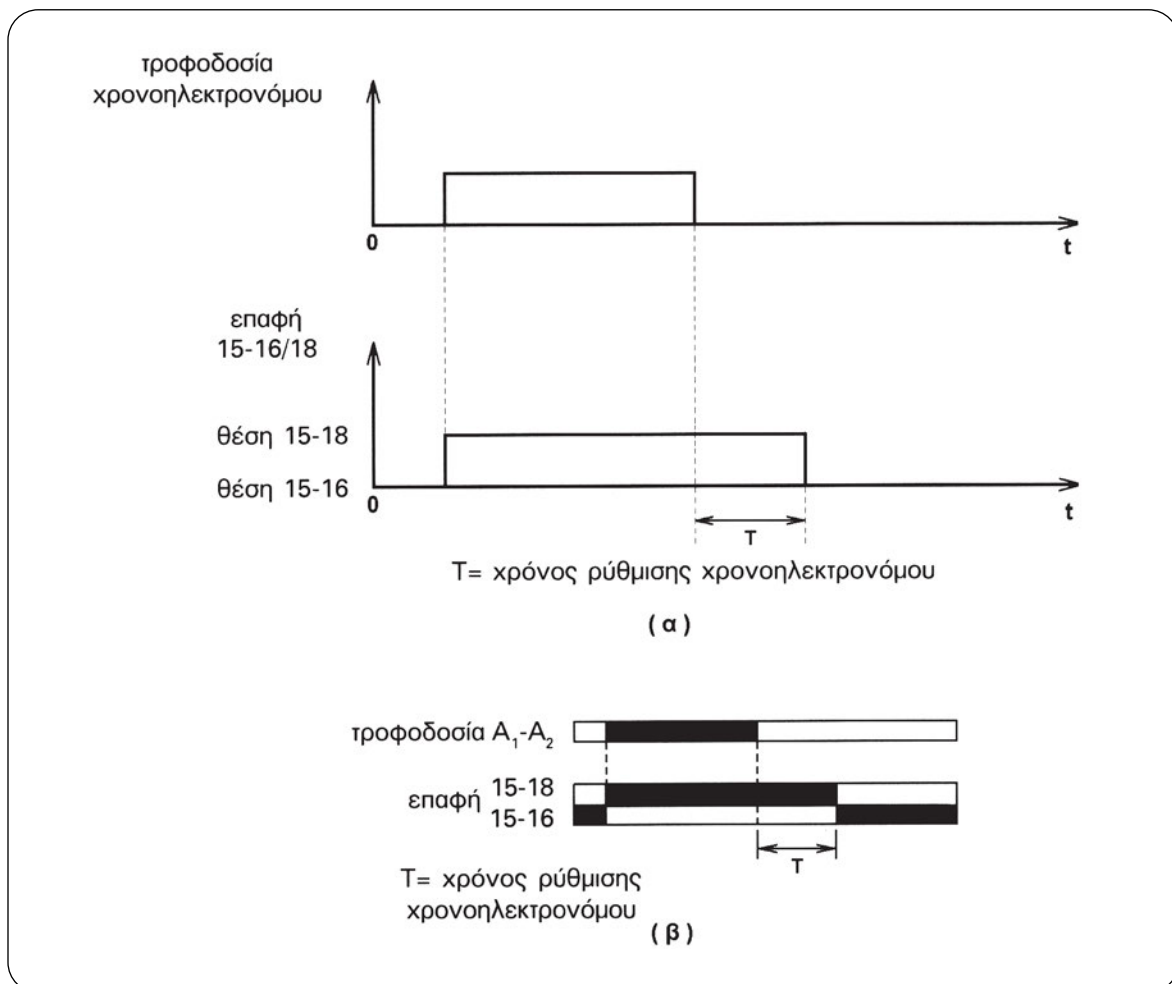 τροφοδοσία
χρονοηλεκτρονόμου
0
t
επαφή
15-16/18
θέση 15-18
θέση 15-16
0
t
T
T= χρόνος ρύθμισης χρονοηλεκτρονόμου
( α )
τροφοδοσία A₁-A₂
επαφή 15-18
15-16
T
T= χρόνος ρύθμισης
χρονοηλεκτρονόμου
( β )